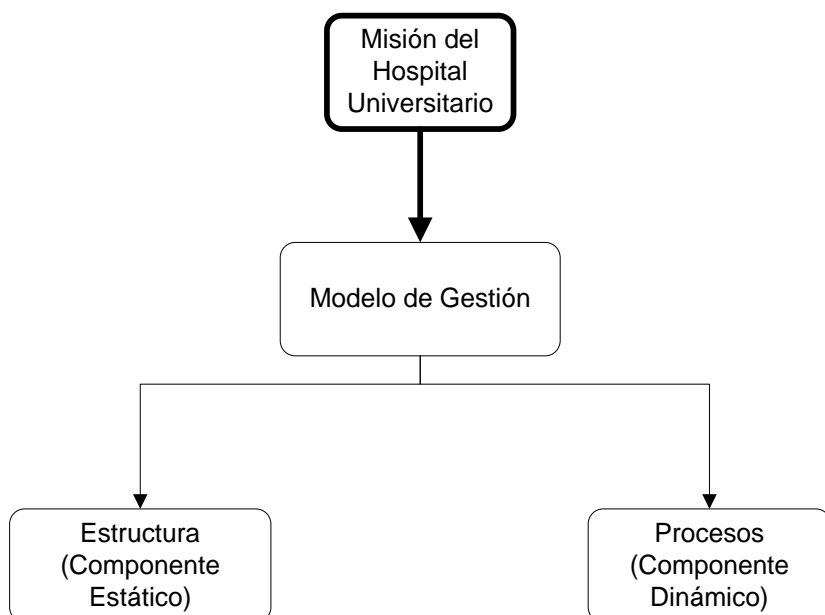 Misión del
Hospital
Universitario
Modelo de Gestión
Estructura
(Componente
Estático)
Procesos
(Componente
Dinámico)